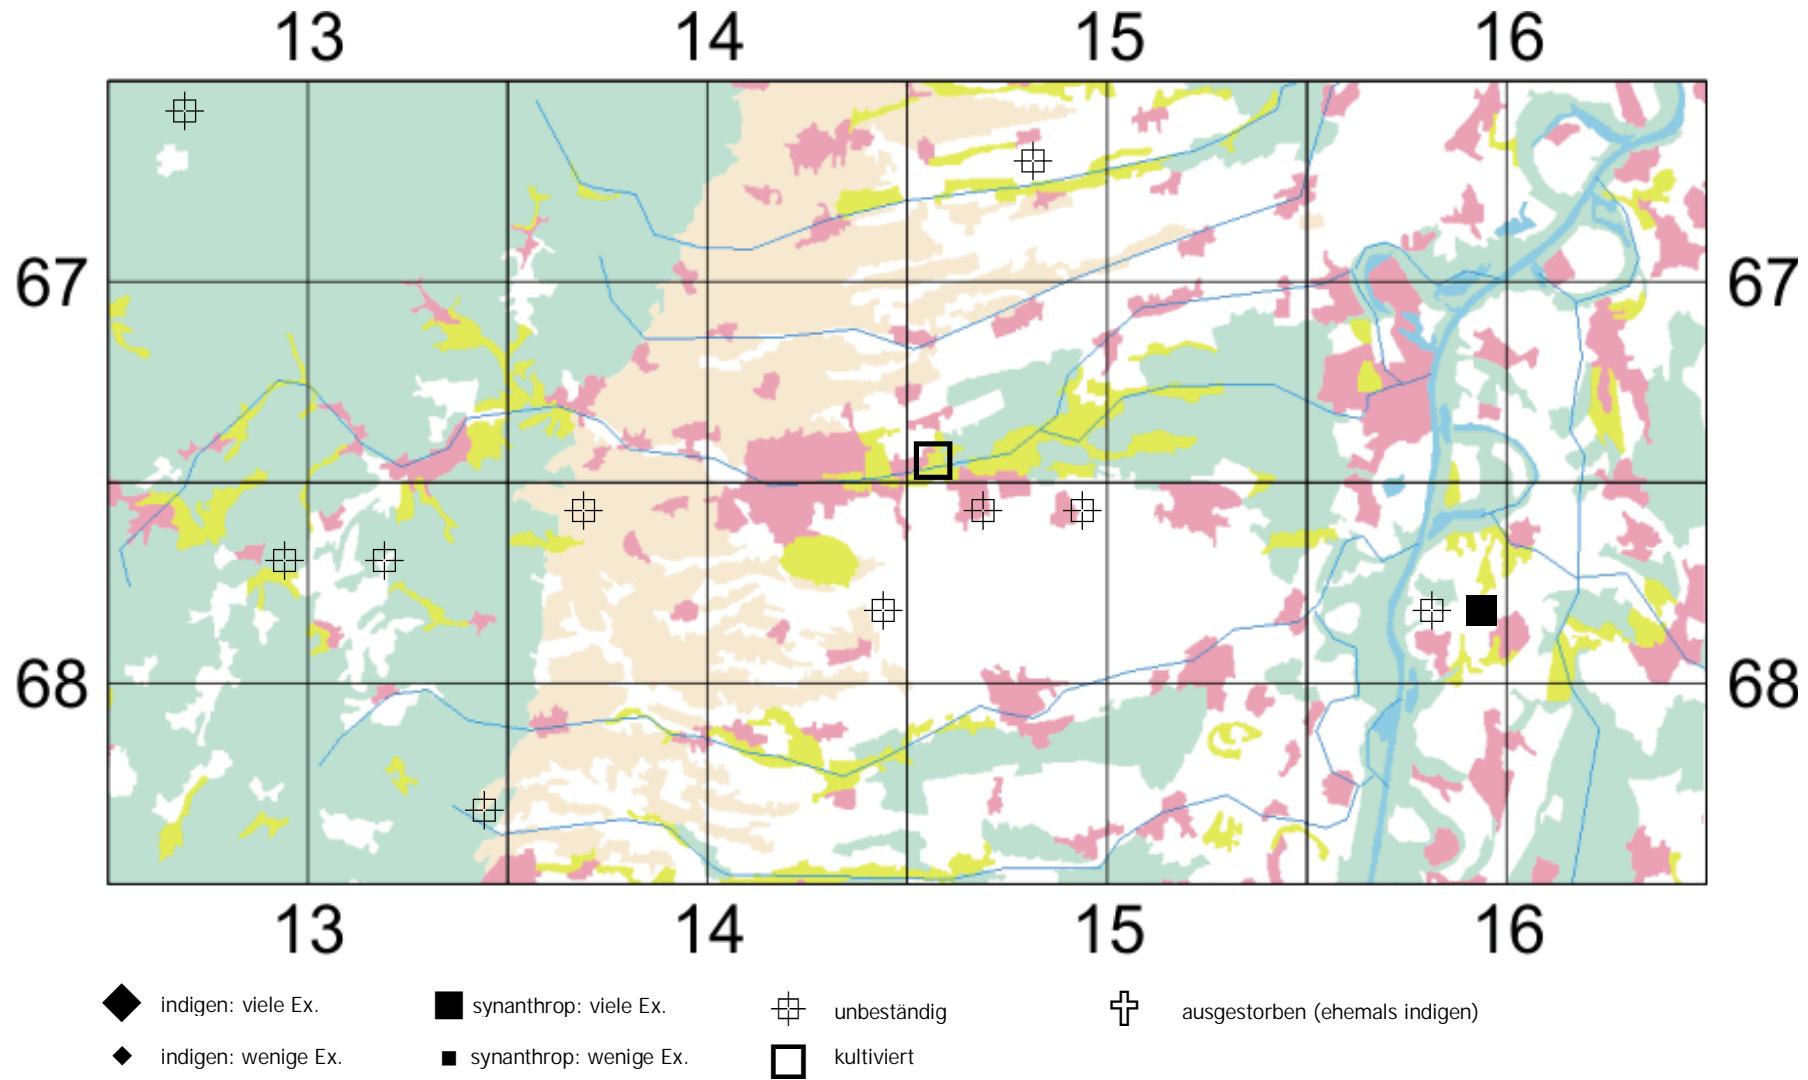 13 14 15 16
67 67
68 68
13 14 15 16
indigen: viele Ex. synanthrop: viele Ex. unbeständig ausgestorben (ehemals indigen)
indigen: wenige Ex. synanthrop: wenige Ex. kultiviert